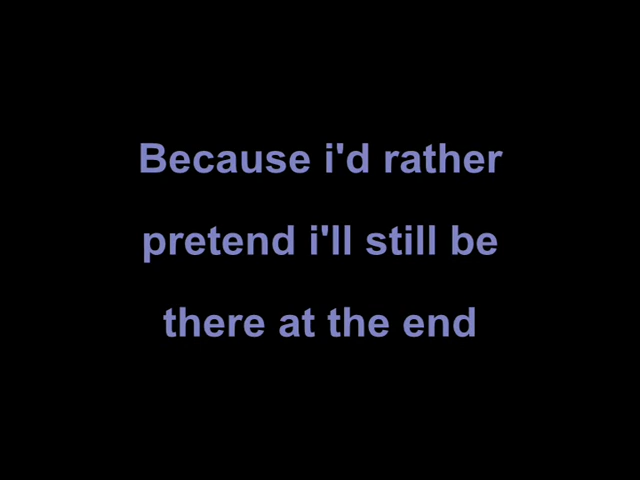 Because i'd rather
pretend i'll still be
there at the end